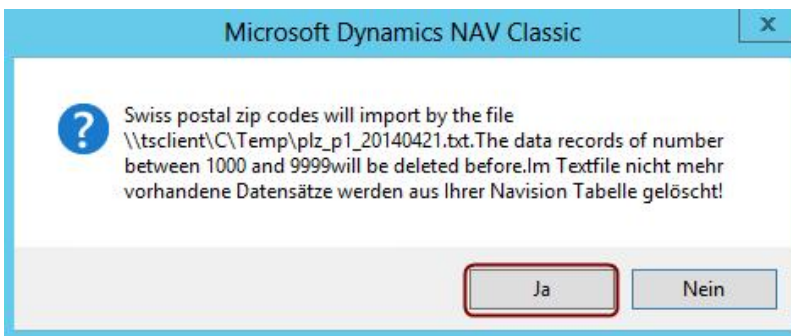 Microsoft Dynamics NAV Classic
x
?
Swiss postal zip codes will import by the file
\\tsclient\C\Temp\plz_p1_20140421.txt.The data records of number
between 1000 and 9999will be deleted before.Im Textfile nicht mehr
vorhandene Datensätze werden aus Ihrer Navision Tabelle gelöscht!
Ja Nein